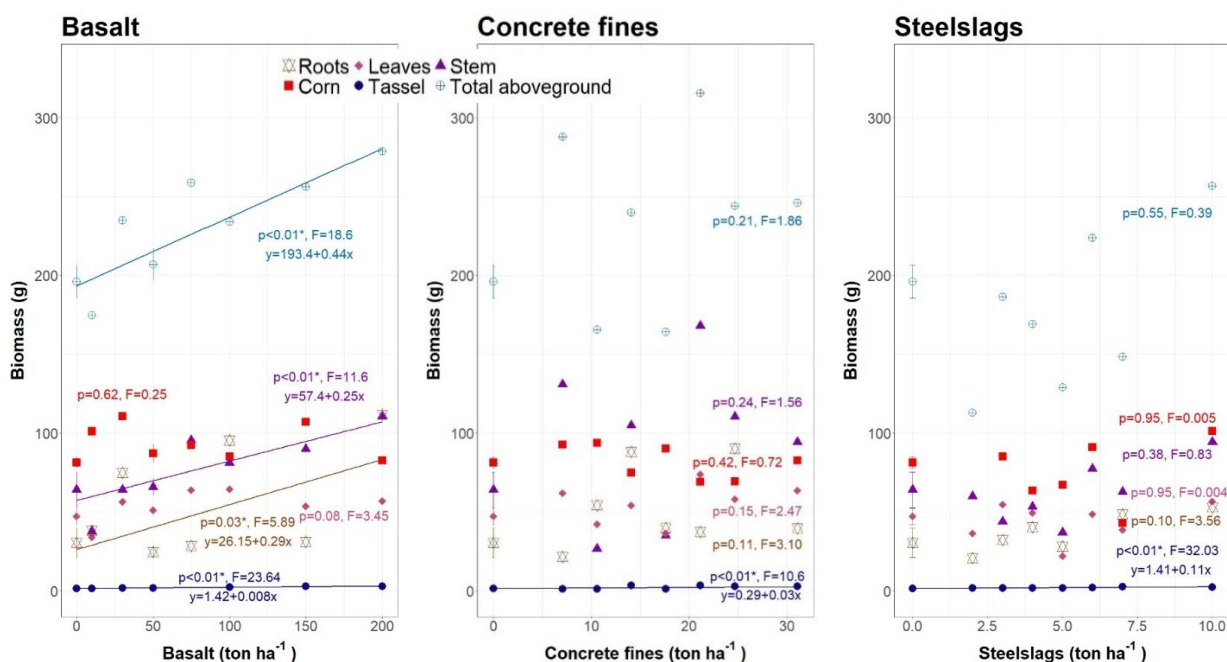 Basalt
Concrete fines
Steelslags
Roots Leaves Stem
Corn Tassel Total aboveground
Biomass (g)
300
200
100
0
p<0.01*, F=18.6
y=193.4+0.44x
p=0.62, F=0.25
p<0.01*, F=11.6
y=57.4+0.25x
p=0.03*, F=5.89
y=26.15+0.29x
p=0.08, F=3.45
p<0.01*, F=23.64
y=1.42+0.008x
0 50 100 150 200
Basalt (ton ha⁻¹)
Biomass (g)
p=0.21, F=1.86
p=0.24, F=1.56
p=0.42, F=0.72
p=0.15, F=2.47
p=0.11, F=3.10
p<0.01*, F=10.6
y=0.29+0.03x
0 10 20 30
Concrete fines (ton ha⁻¹)
Biomass (g)
p=0.55, F=0.39
p=0.95, F=0.005
p=0.38, F=0.83
p=0.95, F=0.004
p=0.10, F=3.56
p<0.01*, F=32.03
y=1.41+0.11x
0.0 2.5 5.0 7.5 10.0
Steelslags (ton ha⁻¹)